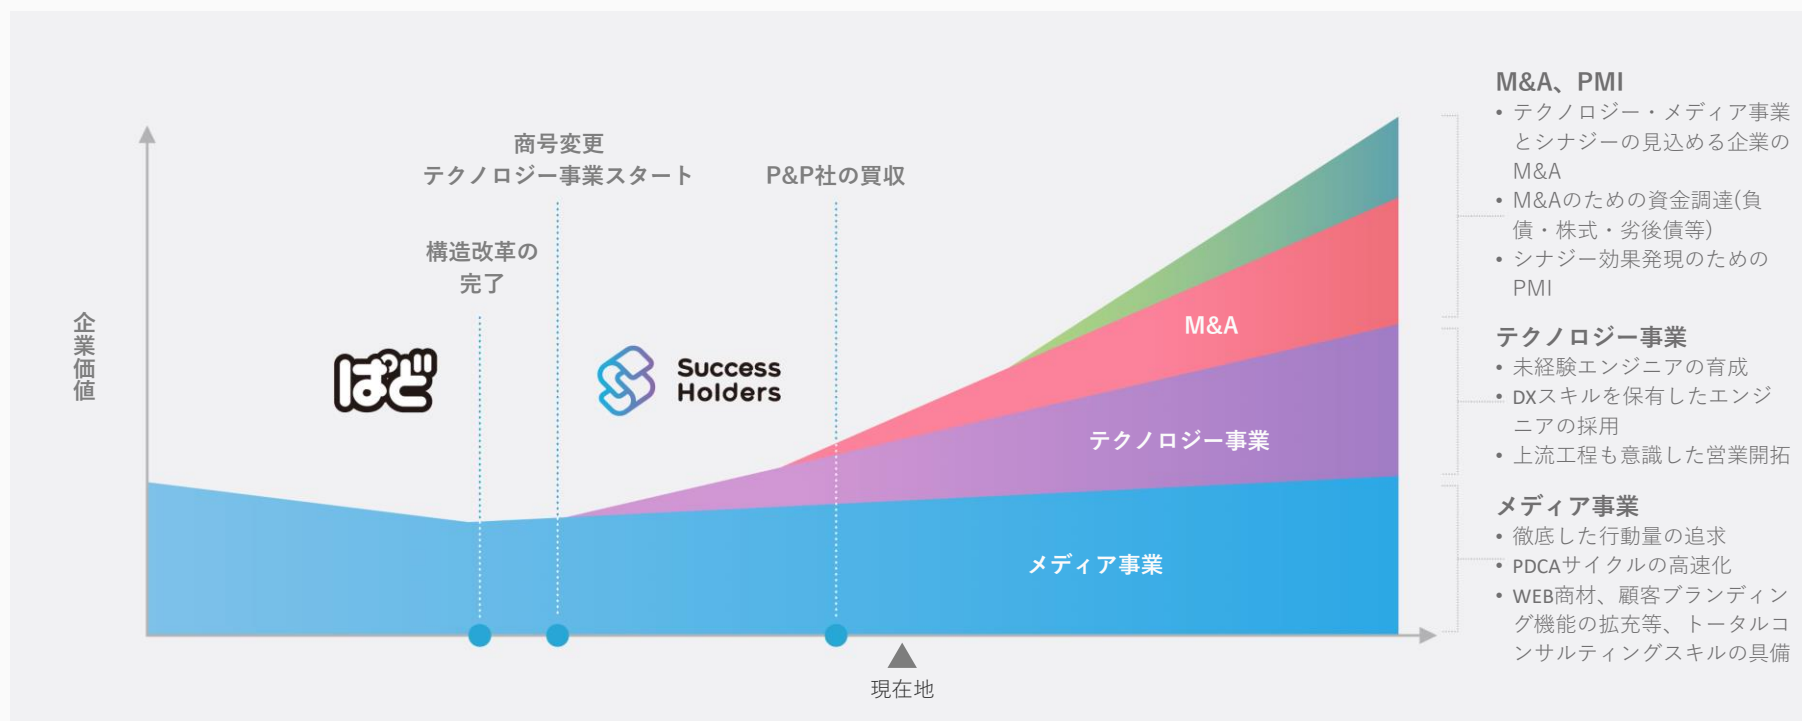 商号変更
テクノロジー事業スタート
P&P社の買収
構造改革の
完了
企業価値
ぱど
Success
Holders
M&A
テクノロジー事業
メディア事業
現在地
M&A、PMI
• テクノロジー・メディア事業
とシナジーの見込める企業の
M&A
• M&Aのための資金調達(負
債・株式・劣後債等)
• シナジー効果発現のための
PMI
テクノロジー事業
• 未経験エンジニアの育成
• DXスキルを保有したエンジ
ニアの採用
• 上流工程も意識した営業開拓
メディア事業
• 徹底した行動量の追求
• PDCAサイクルの高速化
• WEB商材、顧客ブランディン
グ機能の拡充等、トータルコ
ンサルティングスキルの具備